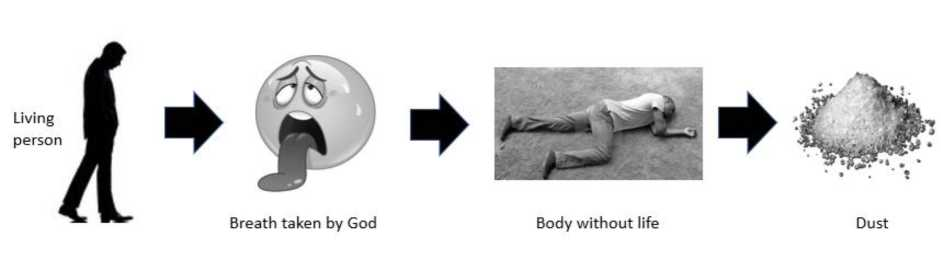 Living
person
Breath taken by God
Body without life
Dust